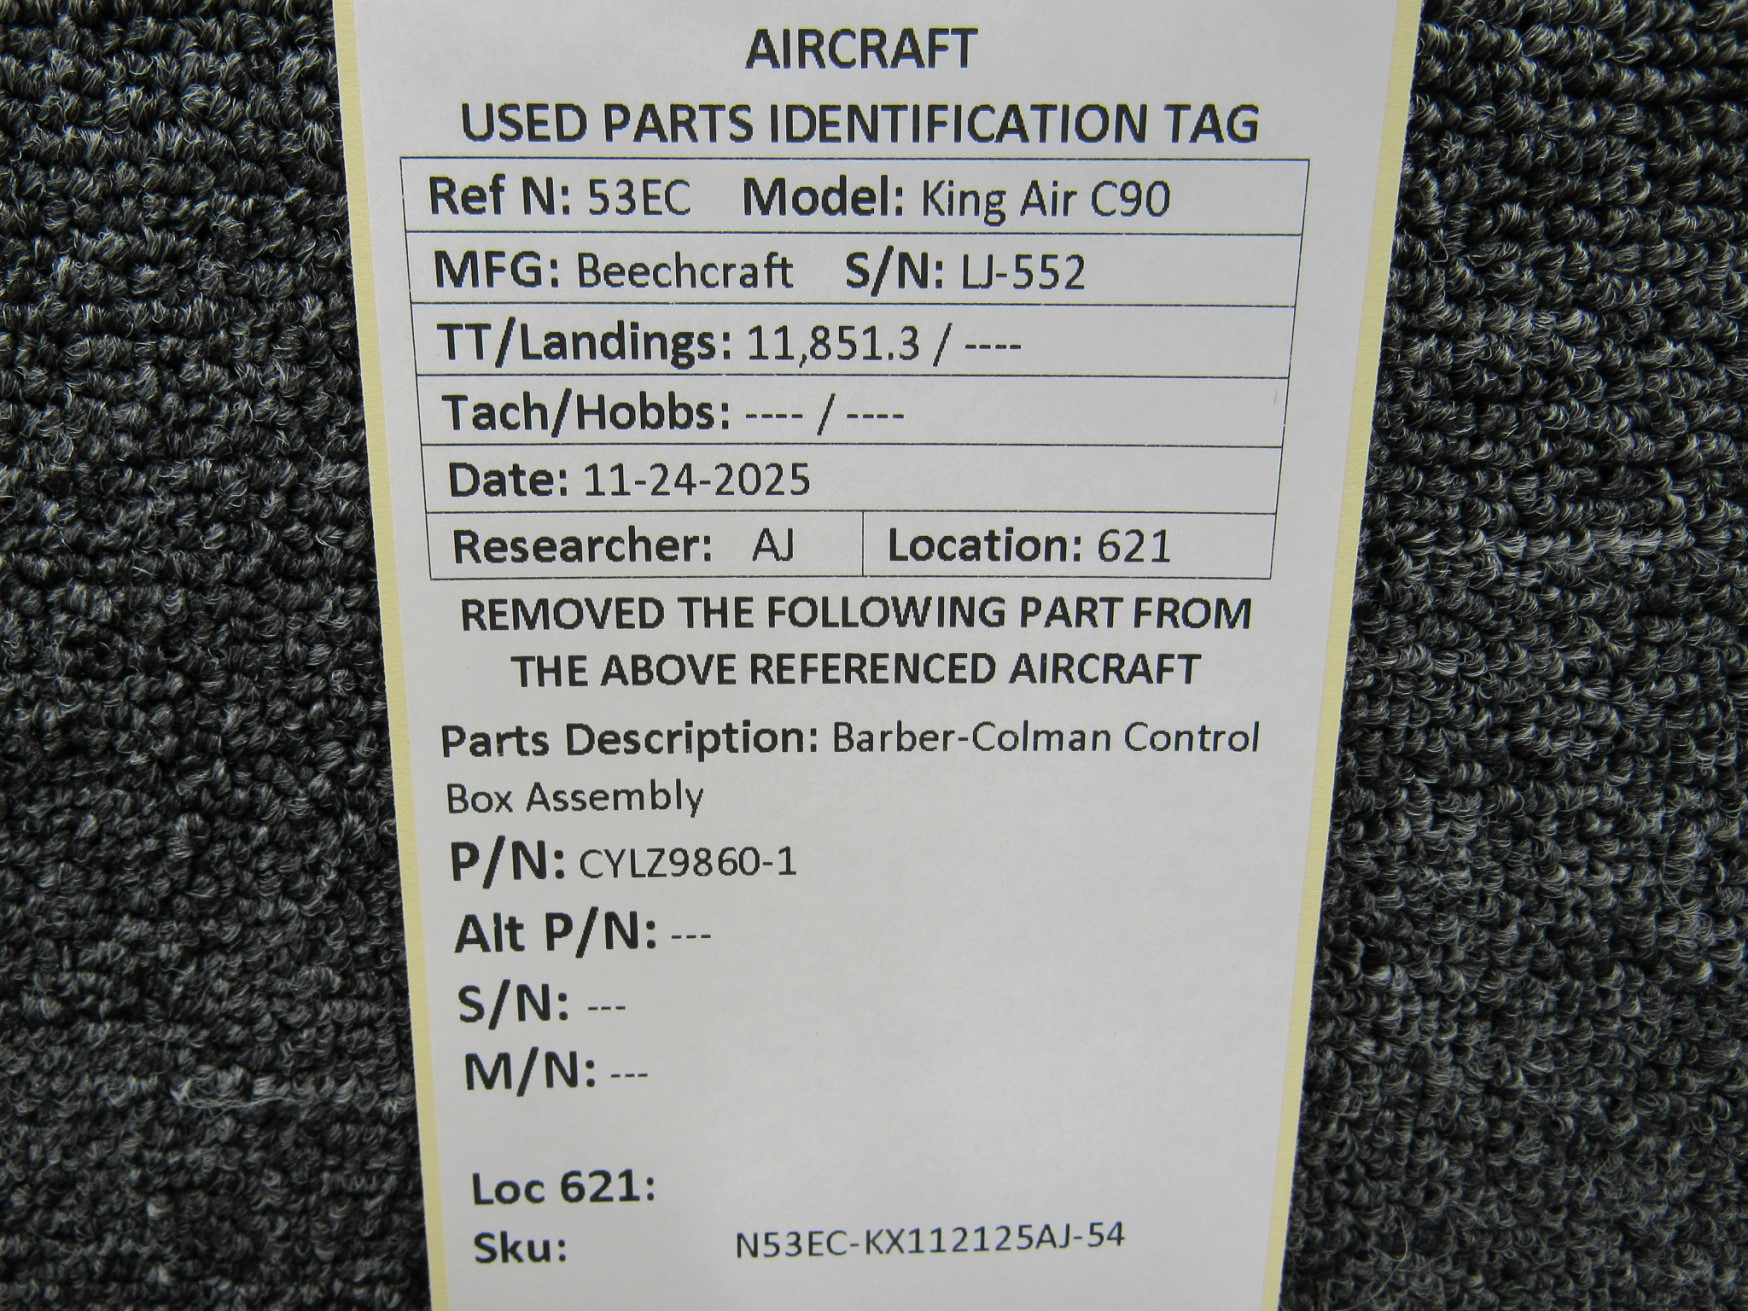 AIRCRAFT
USED PARTS IDENTIFICATION TAG
Ref N: 53EC Model: King Air C90
MFG: Beechcraft S/N: LJ-552
TT/Landings: 11,851.3 / ----
Tach/Hobbs: ---- / ----
Date: 11-24-2025
Researcher: AJ Location: 621
REMOVED THE FOLLOWING PART FROM
THE ABOVE REFERENCED AIRCRAFT
Parts Description: Barber-Colman Control
Box Assembly
P/N: CYLZ9860-1
Alt P/N: ---
S/N: ---
M/N: ---
Loc 621:
Sku: N53EC-KX112125AJ-54